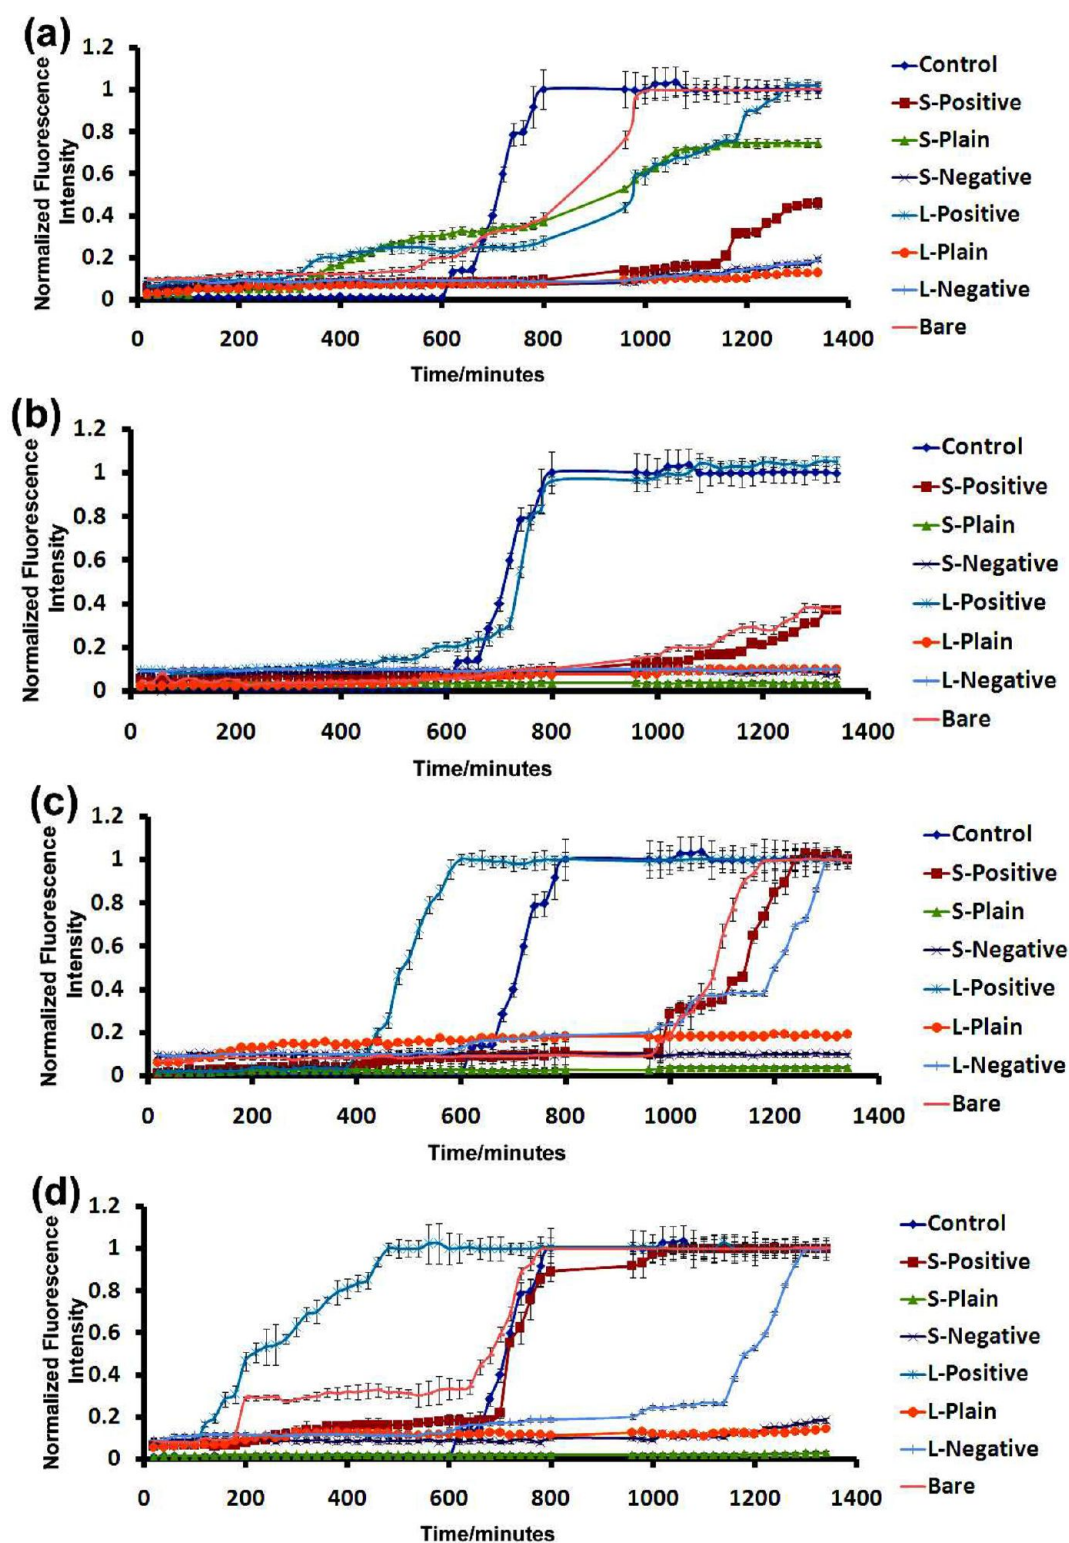 (a)
Normalized Fluorescence
Intensity
1.2
1
0.8
0.6
0.4
0.2
0
0 200 400 600 800 1000 1200 1400
Time/minutes
Control
S-Positive
S-Plain
S-Negative
L-Positive
L-Plain
L-Negative
Bare
(b)
Normalized Fluorescence
Intensity
1.2
1
0.8
0.6
0.4
0.2
0
0 200 400 600 800 1000 1200 1400
Time/minutes
Control
S-Positive
S-Plain
S-Negative
L-Positive
L-Plain
L-Negative
Bare
(c)
Normalized Fluorescence
Intensity
1.2
1
0.8
0.6
0.4
0.2
0
0 200 400 600 800 1000 1200 1400
Time/minutes
Control
S-Positive
S-Plain
S-Negative
L-Positive
L-Plain
L-Negative
Bare
(d)
Normalized Fluorescence
Intensity
1.2
1
0.8
0.6
0.4
0.2
0
0 200 400 600 800 1000 1200 1400
Time/minutes
Control
S-Positive
S-Plain
S-Negative
L-Positive
L-Plain
L-Negative
Bare